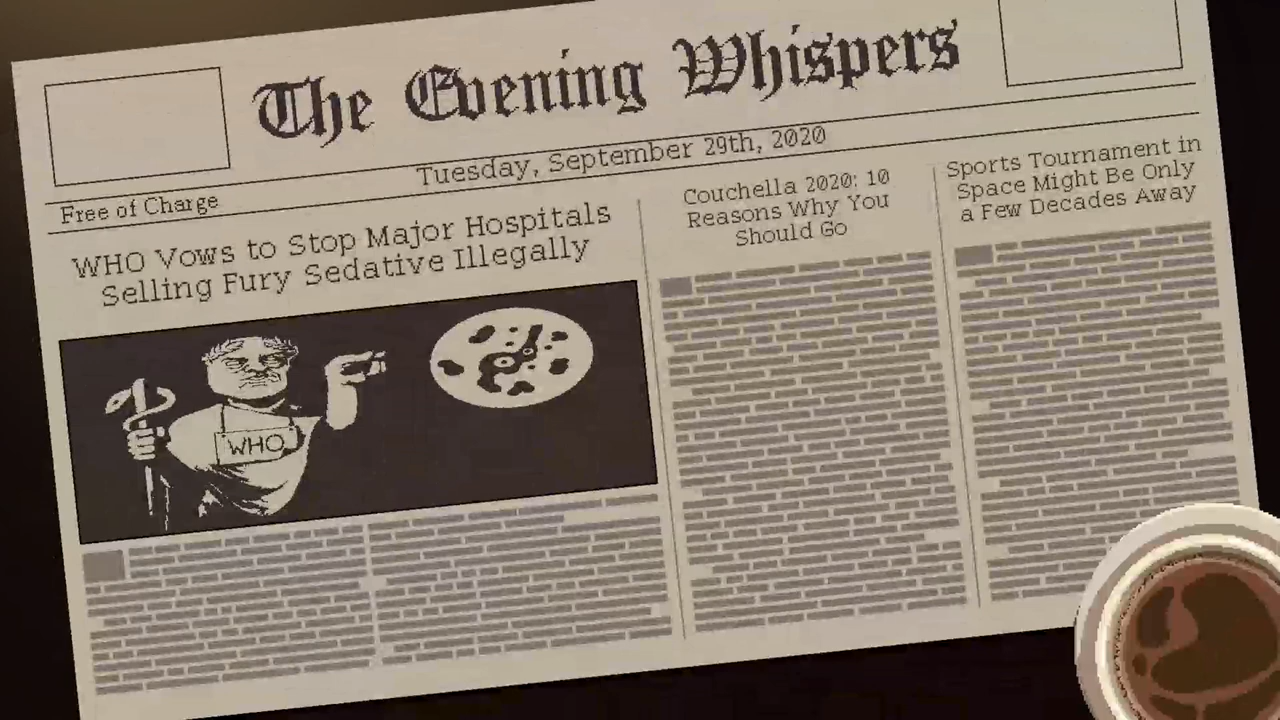 The Evening Whispers
Tuesday, September 29th, 2020
Free of Charge
WHO Vows to Stop Major Hospitals
Selling Fury Sedative Illegally
WHO
Couchella 2020: 10
Reasons Why You
Should Go
Sports Tournament in
Space Might Be Only
a Few Decades Away